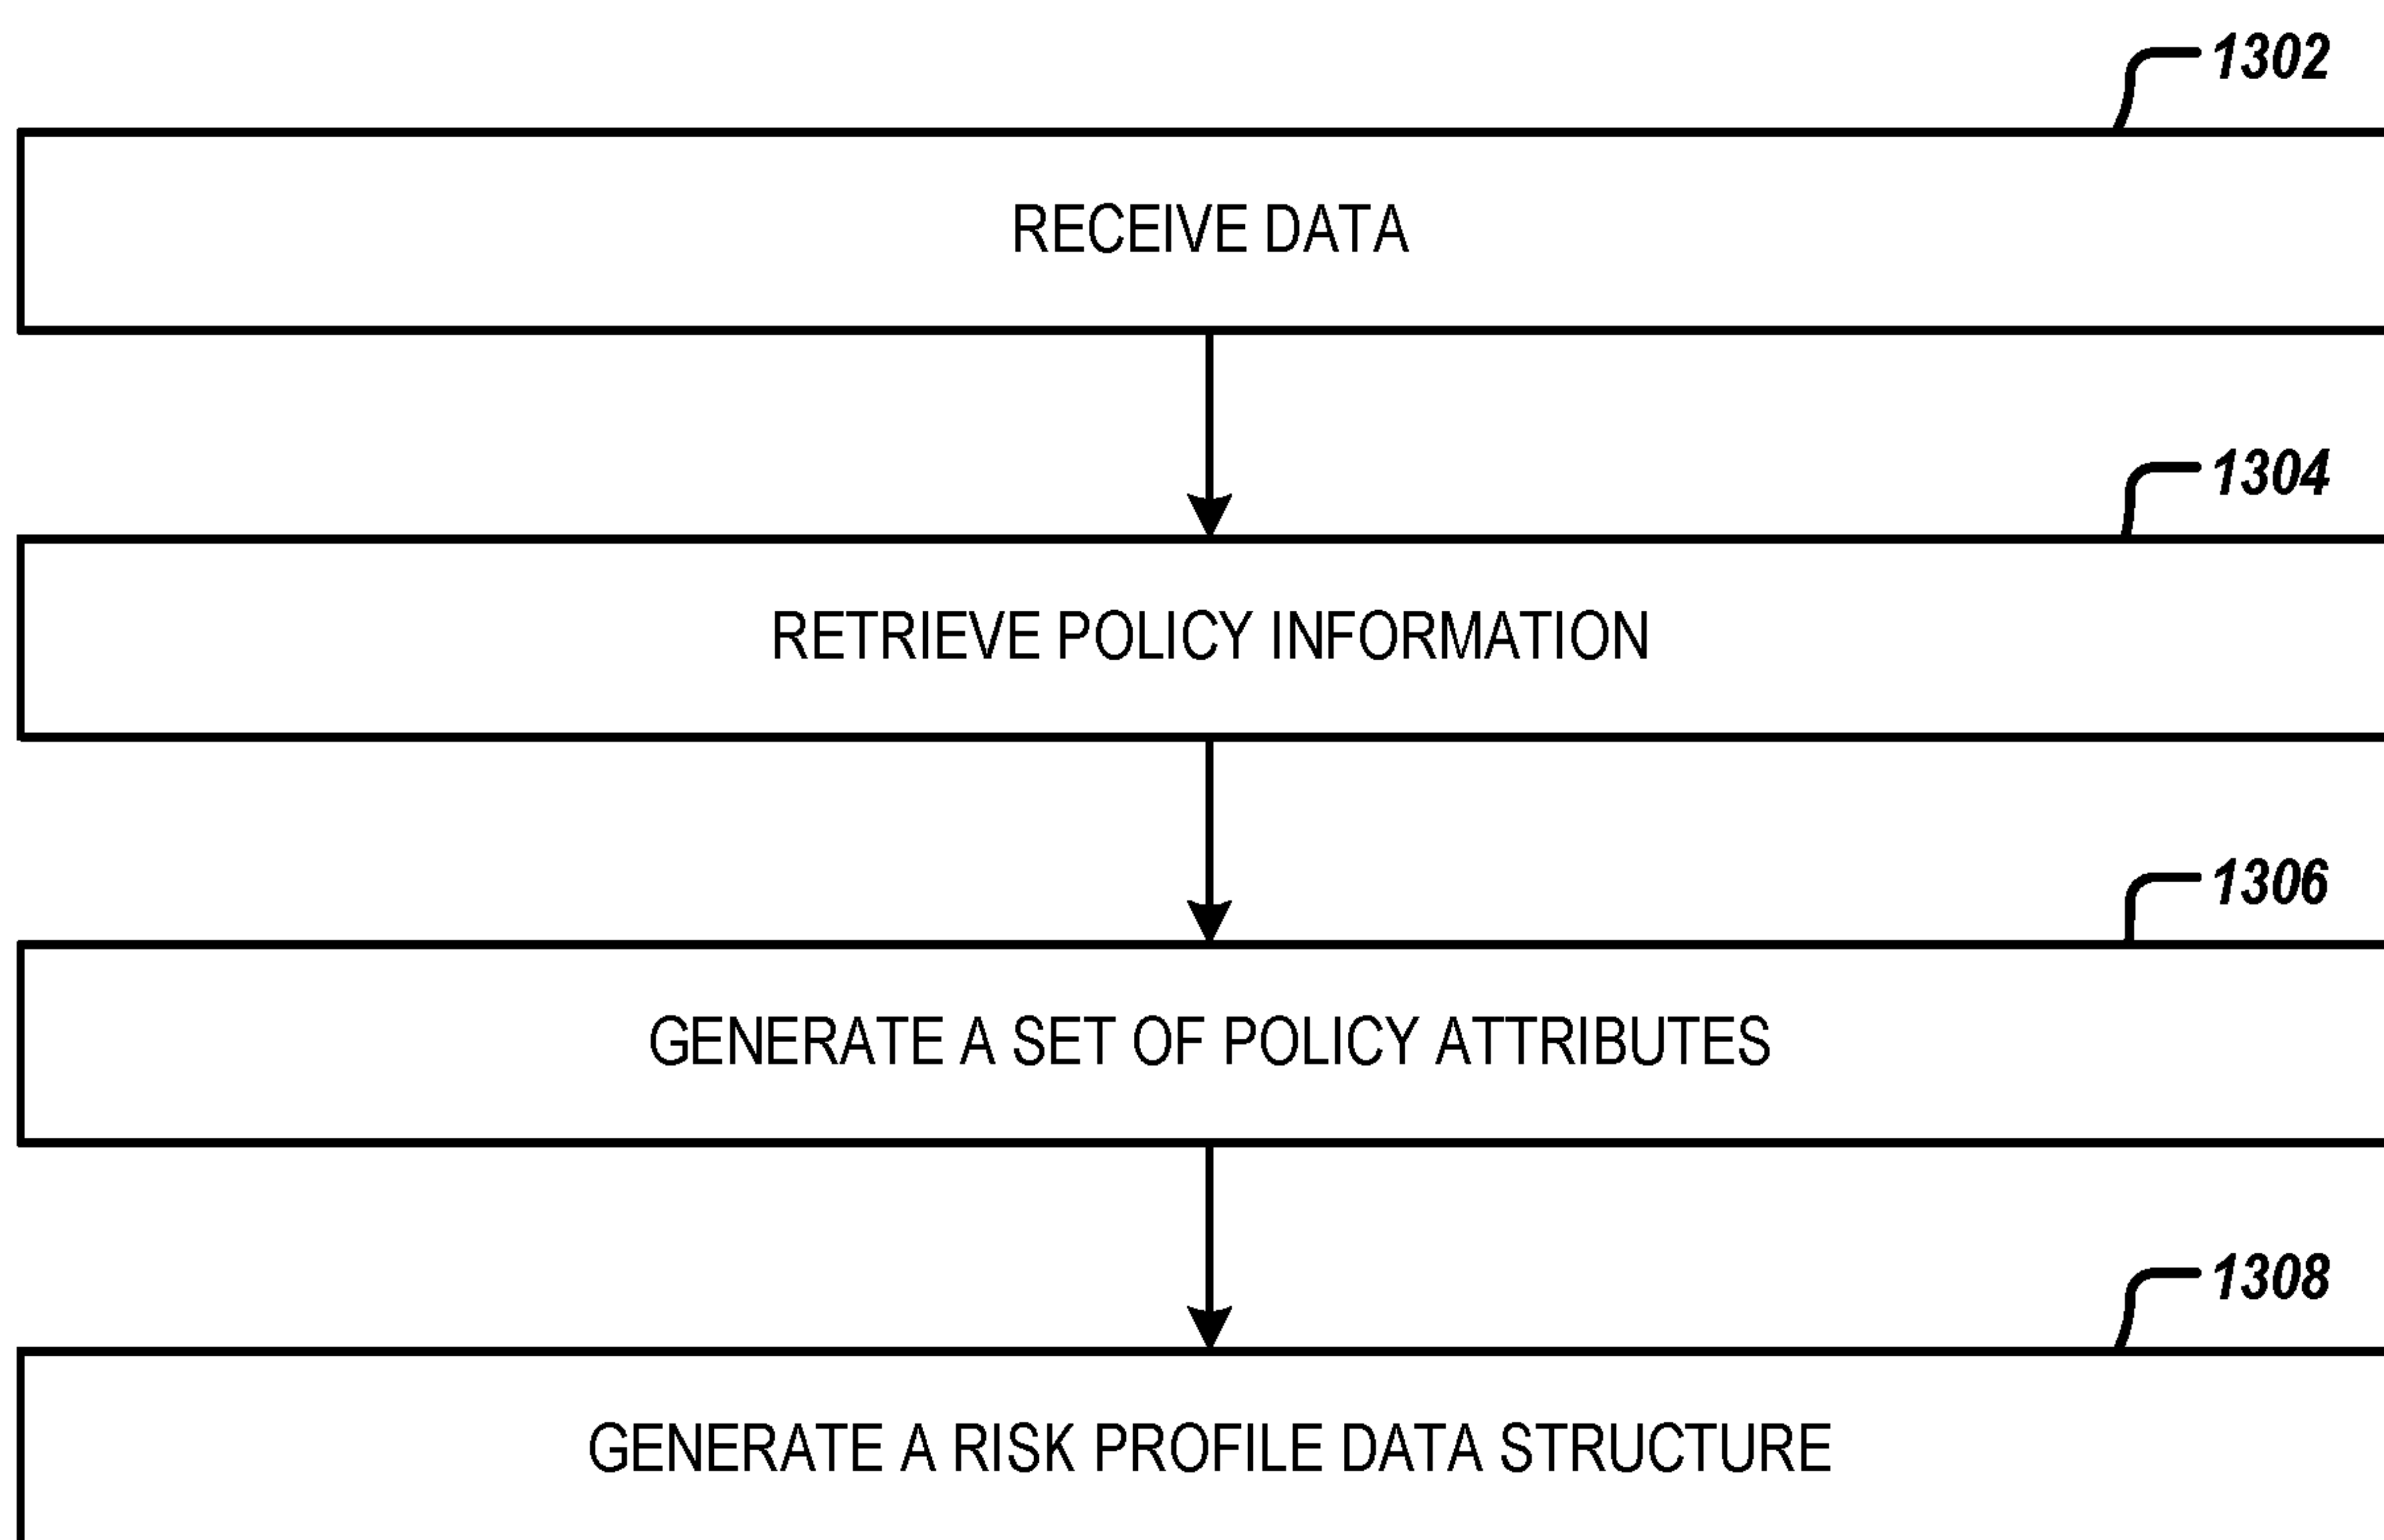 1302
RECEIVE DATA
1304
RETRIEVE POLICY INFORMATION
1306
GENERATE A SET OF POLICY ATTRIBUTES
1308
GENERATE A RISK PROFILE DATA STRUCTURE